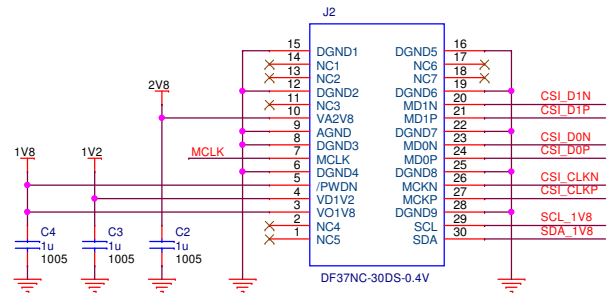 J2
15 DGND1 DGND5 16
14 NC1 NC6 17
13 NC2 NC7 18
12 DGND2 DGND6 19
11 NC3 MD1N 20 CSI_D1N
10 VA2V8 MD1P 21 CSI_D1P
9 AGND DGND7 22
8 DGND3 MD0N 23 CSI_D0N
MCLK 7 MCLK MD0P 24 CSI_D0P
6 DGND4 DGND8 25
5 /PWDN MCKN 26 CSI_CLKN
4 VD1V2 MCKP 27 CSI_CLKP
3 VO1V8 DGND9 28
2 NC4 SCL 29 SCL_1V8
1 NC5 SDA 30 SDA_1V8
DF37NC-30DS-0.4V
2V8
1V8 1V2
C4 C3 C2
1u 1u 1u
1005 1005 1005